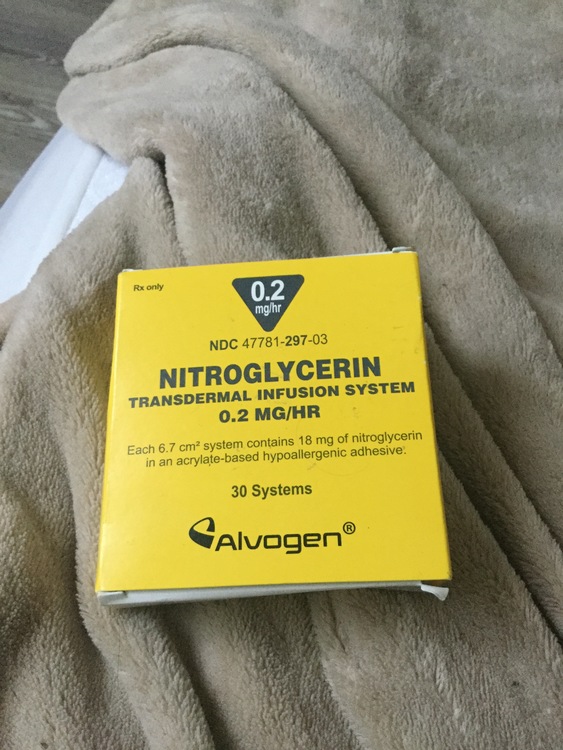 Rx only
0.2
mg/hr
NDC 47781-297-03
NITROGLYCERIN
TRANSDERMAL INFUSION SYSTEM
0.2 MG/HR
Each 6.7 cm² system contains 18 mg of nitroglycerin
in an acrylate-based hypoallergenic adhesive.
30 Systems
Alvogen®